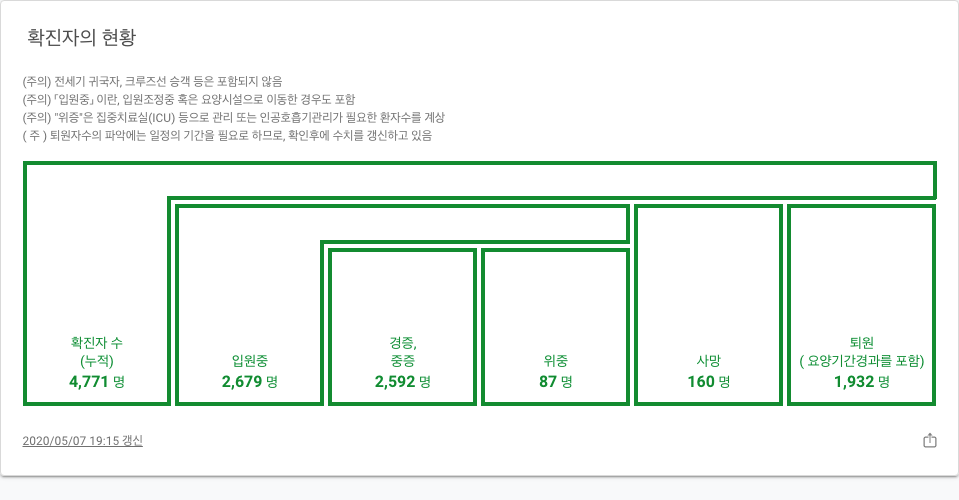 확진자의 현황
(주의) 전세기 귀국자, 크루즈선 승객 등은 포함되지 않음
(주의) 「입원중」 이란, 입원조정중 혹은 요양시설으로 이동한 경우도 포함
(주의) "위증"은 집중치료실(ICU) 등으로 관리 또는 인공호흡기관리가 필요한 환자수를 계상
( 주 ) 퇴원자수의 파악에는 일정의 기간을 필요로 하므로, 확인후에 수치를 갱신하고 있음
확진자 수
(누적)
4,771 명
입원중
2,679 명
경증,
중증
2,592 명
위중
87 명
사망
160 명
퇴원
( 요양기간경과를 포함)
1,932 명
2020/05/07 19:15 갱신